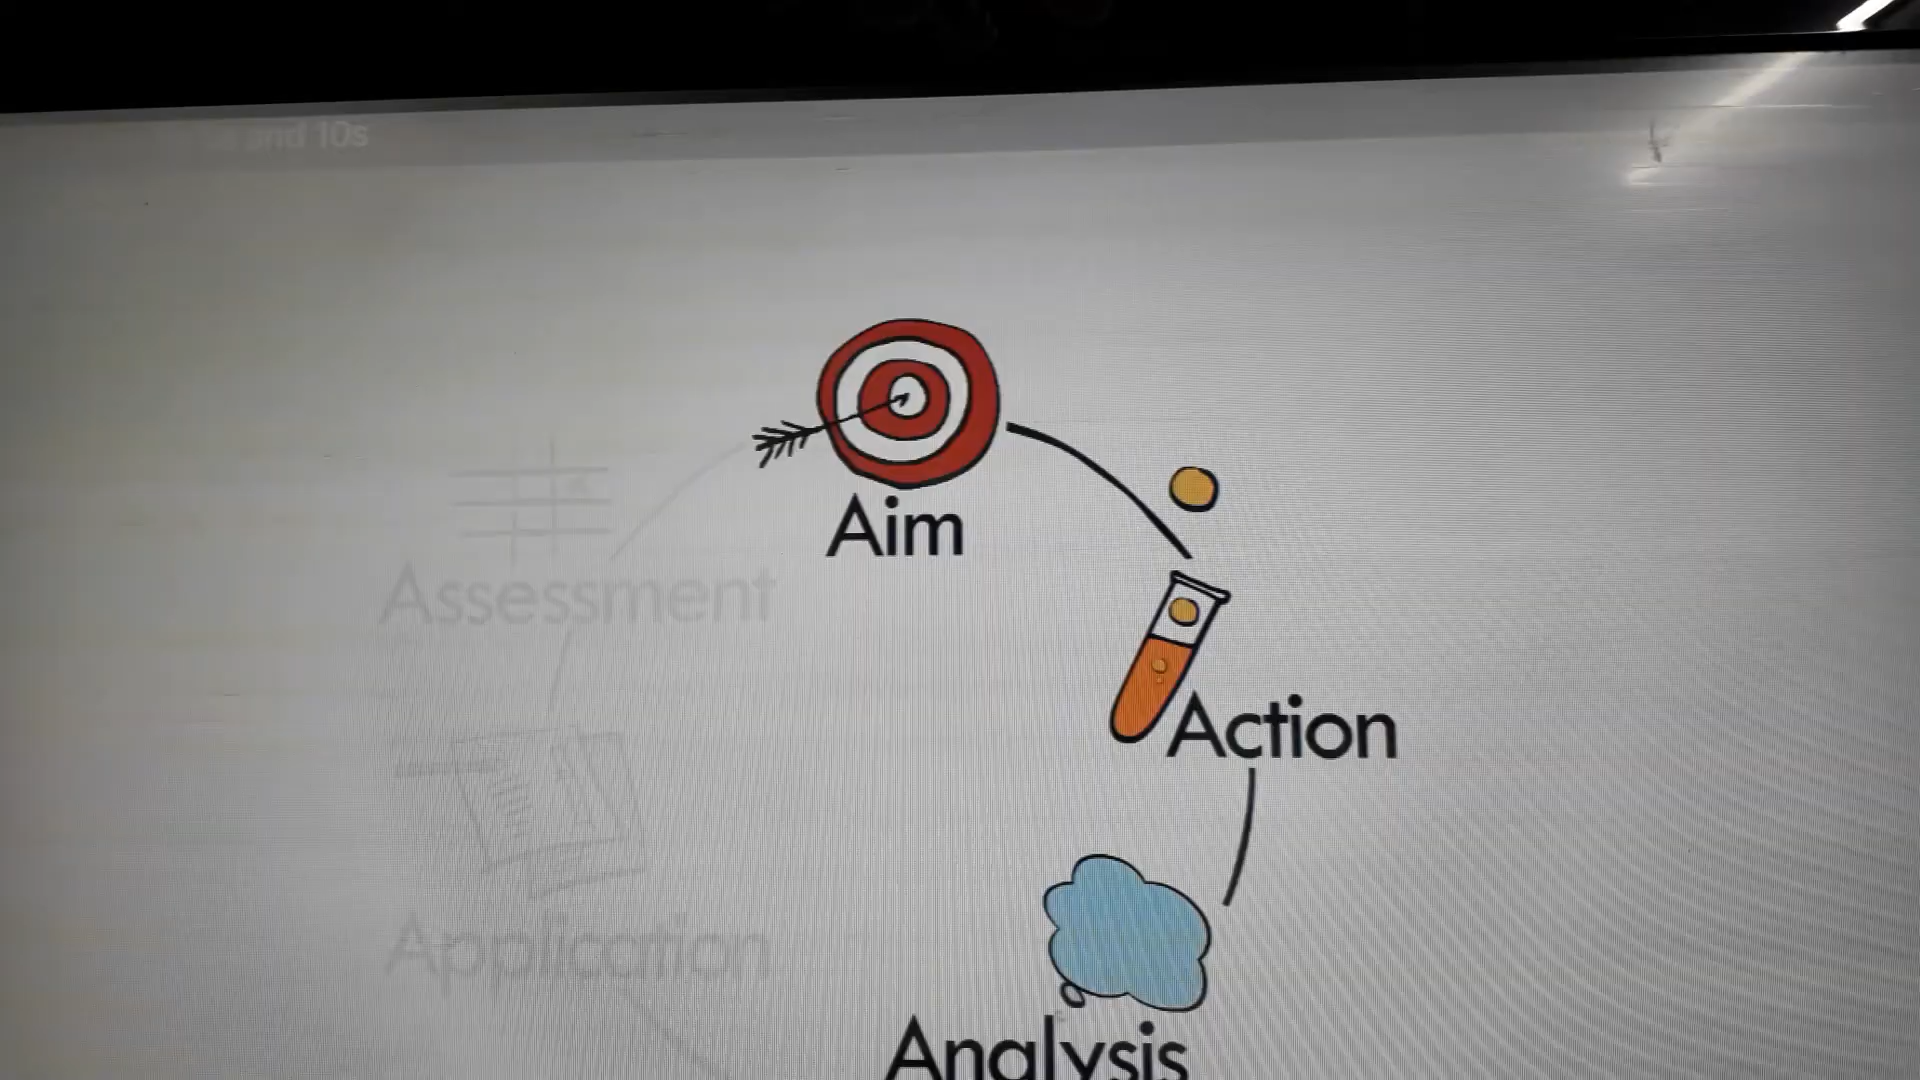 and 10s
Aim
Assessment
Action
Application
Analysis